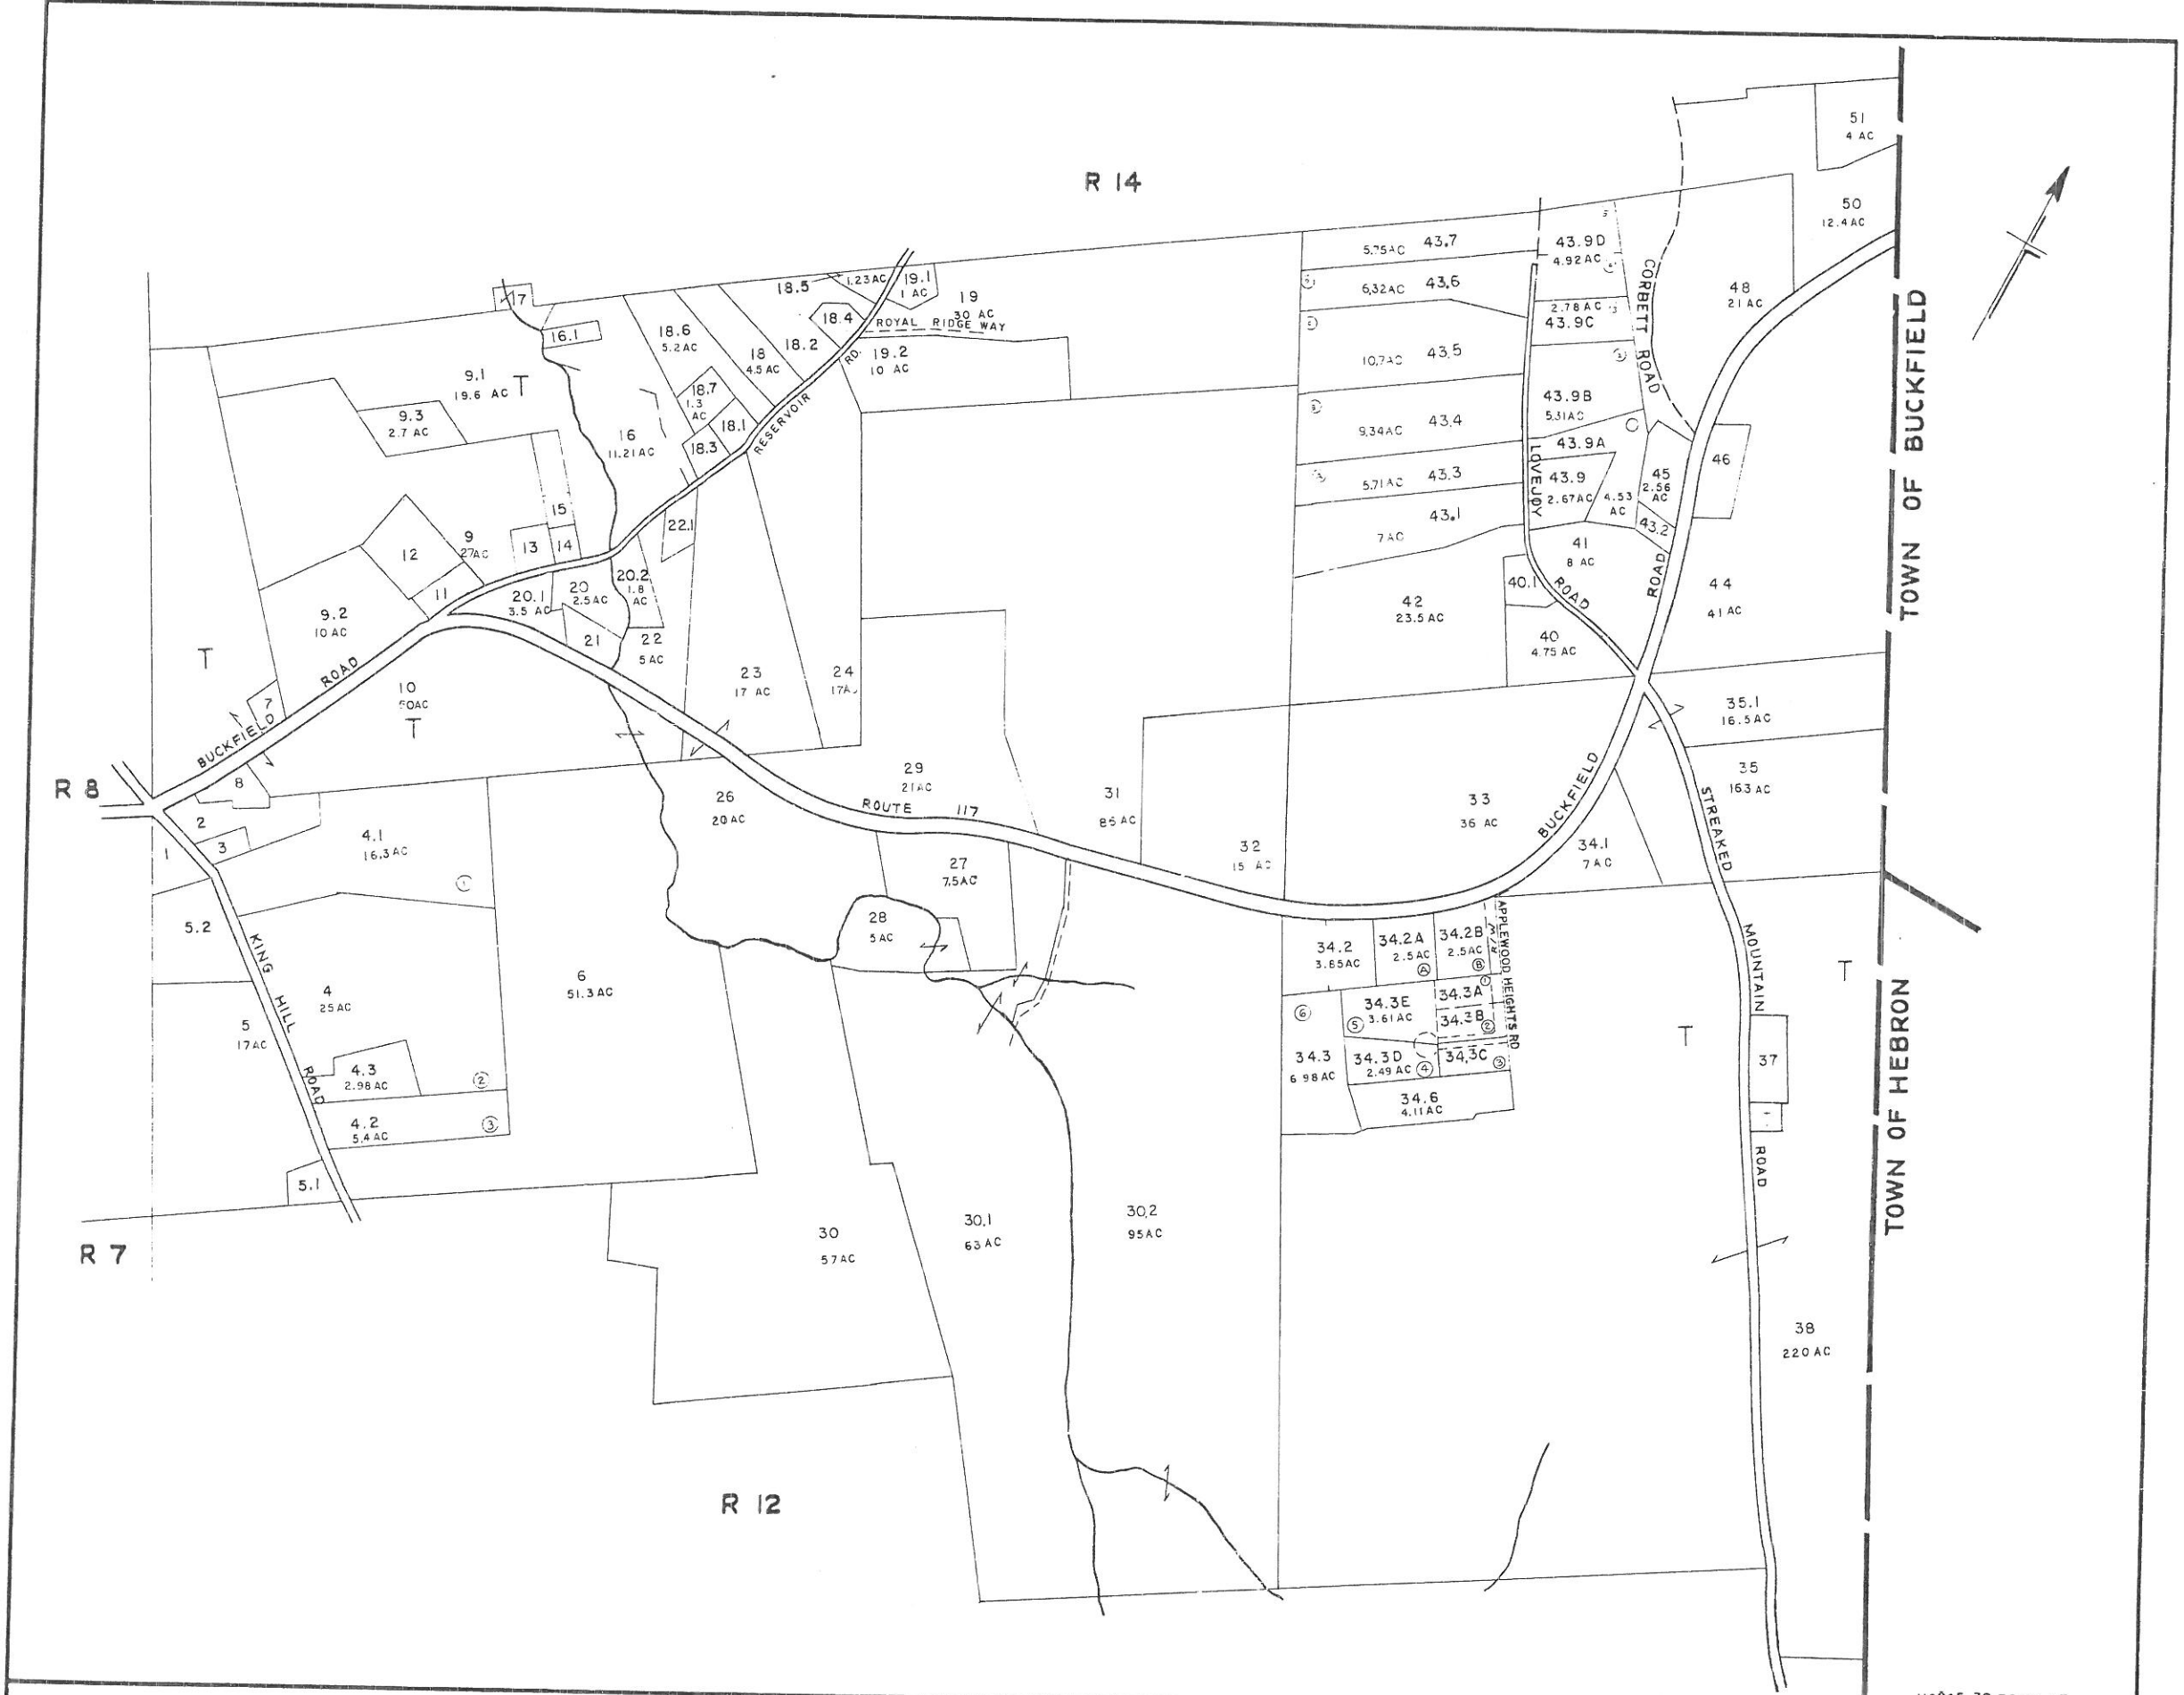 R 14
51
4 AC
50
12.4 AC
48
21 AC
TOWN OF BUCKFIELD
CORBETT ROAD
43.9D
4.92 AC
2.78 AC
43.9C
43.9B
5.31 AC
43.9A
43.9
2.67 AC
4.53
AC
45
2.56
AC
43.2
46
43.7
5.75 AC
43.6
6.32 AC
43.5
10.7 AC
43.4
9.34 AC
43.3
5.71 AC
43.1
7 AC
LOVEJOY
ROAD
41
8 AC
40.1
40
4.75 AC
42
23.5 AC
ROAD
44
41 AC
17
16.1
18.5
1.23 AC
19.1
1 AC
19
30 AC
18.4
ROYAL RIDGE WAY
18.6
5.2 AC
18
4.5 AC
18.2
19.2
10 AC
RD.
RESERVOIR
18.7
1.3
AC
18.1
18.3
16
11.21 AC
9.1
19.6 AC
T
9.3
2.7 AC
15
9
27 AC
12
13
14
11
22.1
20.1
3.5 AC
20
2.5 AC
20.2
1.8
AC
21
22
5 AC
23
17 AC
24
9.2
10 AC
T
ROAD
10
T
7
BUCKFIELD
8
R 8
2
3
1
4.1
16.3 AC
①
5.2
KING
HILL
ROAD
4
25 AC
5
17 AC
4.3
2.98 AC
②
4.2
5.4 AC
③
5.1
R 7
6
51.3 AC
26
20 AC
29
21 AC
ROUTE 117
27
7.5 AC
28
5 AC
31
32
33
36 AC
BUCKFIELD
34.1
7 AC
35.1
16.5 AC
35
STREAKED
MOUNTAIN
ROAD
34.2
3.65 AC
34.2A
2.5 AC
Ⓐ
34.2B
2.5 AC
Ⓑ
R/W
APPLEWOOD HEIGHTS RD
⑥
34.3E
3.61 AC
⑤
34.3A
①
34.3B
②
34.3
6.98 AC
34.3D
2.49 AC
④
34.3C
③
34.6
4.11 AC
T
T
37
TOWN OF HEBRON
38
220 AC
30
57 AC
30.1
63 AC
30.2
95 AC
R 12